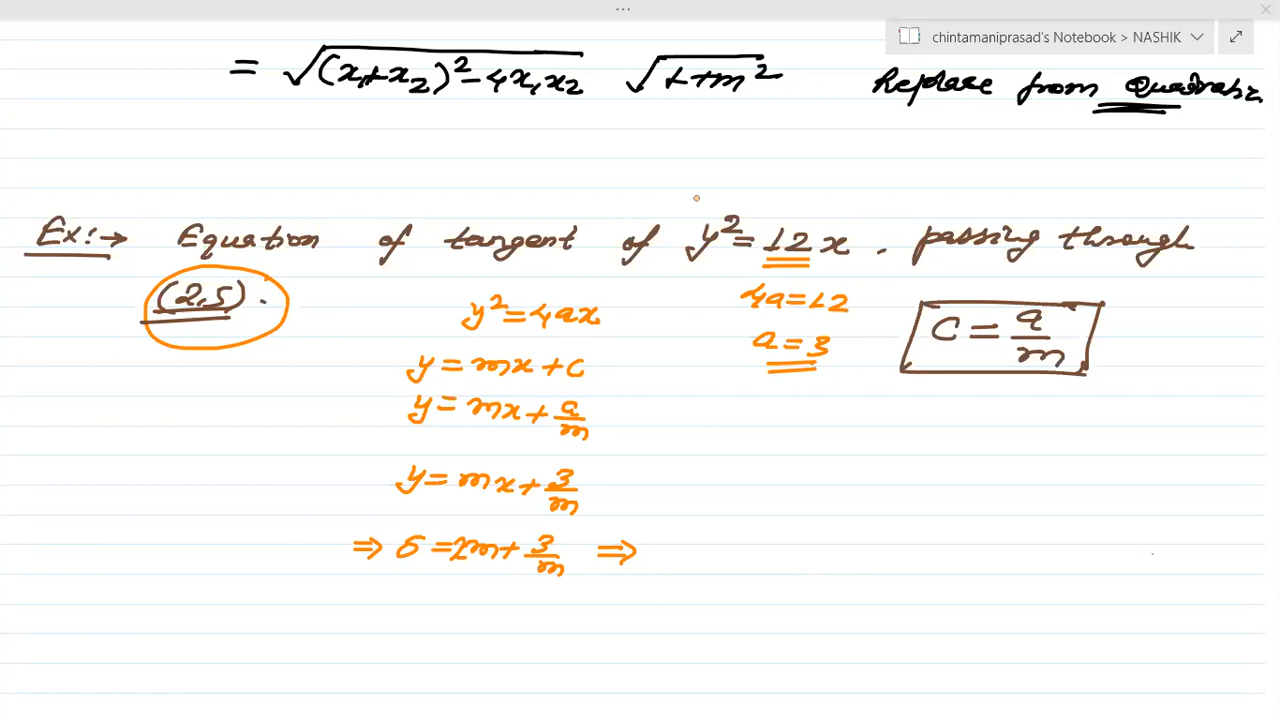 chintamaniprasad's Notebook > NASHIK
= √(x₁+x₂)² - 4x₁x₂ √1+m² Replace from Quadratic
Ex:→ Equation of tangent of y² = 12x, passing through
(2,5).
y² = 4ax
4a = 12
a = 3
C = a/m
y = mx + c
y = mx + a/m
y = mx + 3/m
⇒ 5 = 2m + 3/m ⇒